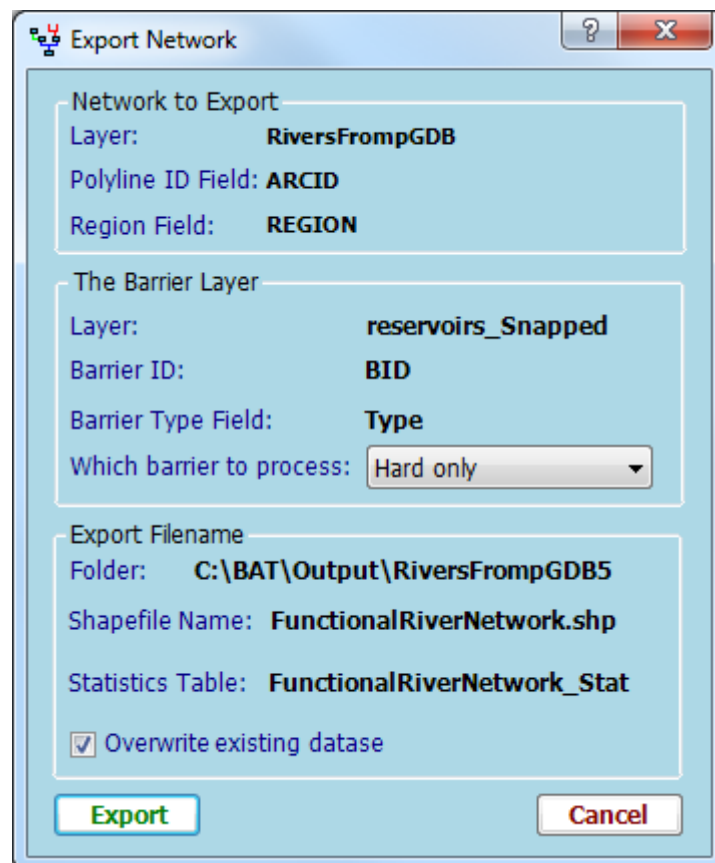 Export Network
Network to Export
Layer: RiversFrompGDB
Polyline ID Field: ARCID
Region Field: REGION
The Barrier Layer
Layer: reservoirs_Snapped
Barrier ID: BID
Barrier Type Field: Type
Which barrier to process: Hard only
Export Filename
Folder: C:\BAT\Output\RiversFrompGDB5
Shapefile Name: FunctionalRiverNetwork.shp
Statistics Table: FunctionalRiverNetwork_Stat
Overwrite existing datase
Export Cancel